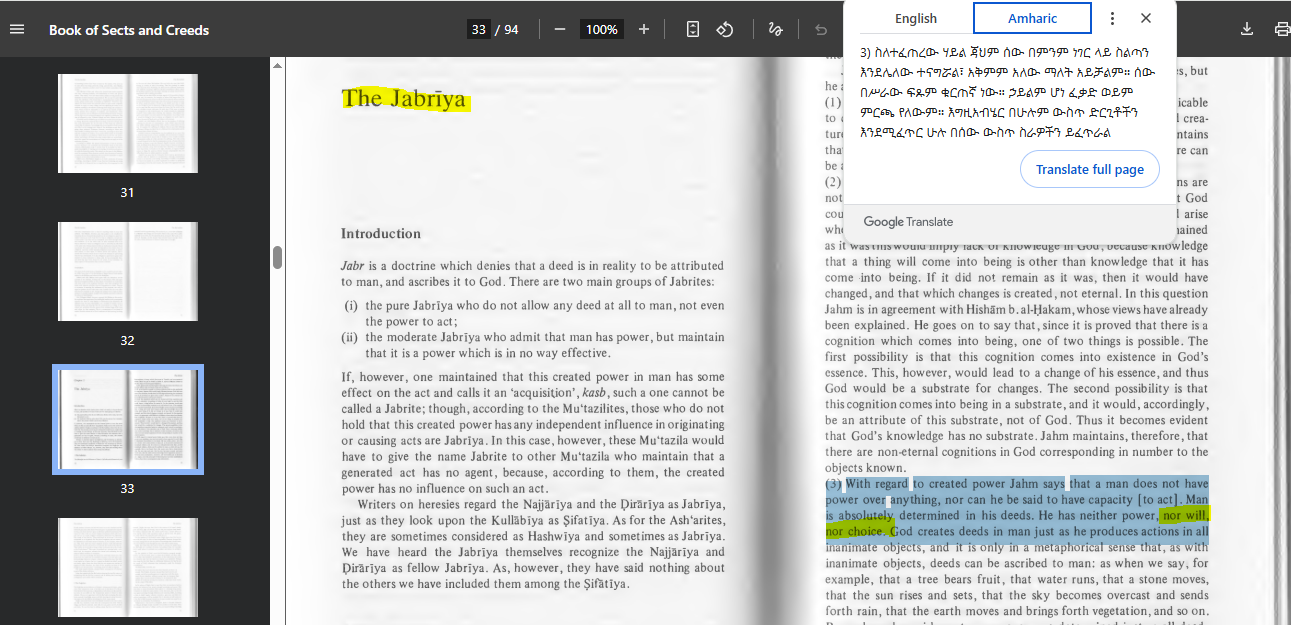 Book of Sects and Creeds
33 / 94
100%
31
32
33
The Jabrīya
Introduction
Jabr is a doctrine which denies that a deed is in reality to be attributed
to man, and ascribes it to God. There are two main groups of Jabrites:
(i) the pure Jabrīya who do not allow any deed at all to man, not even
the power to act;
(ii) the moderate Jabrīya who admit that man has power, but maintain
that it is a power which is in no way effective.
If, however, one maintained that this created power in man has some
effect on the act and calls it an 'acquisition', kasb, such a one cannot be
called a Jabrite; though, according to the Mu'tazilites, those who do not
hold that this created power has any independent influence in originating
or causing acts are Jabrīya. In this case, however, these Mu'tazila would
have to give the name Jabrite to other Mu'tazila who maintain that a
generated act has no agent, because, according to them, the created
power has no influence on such an act.
Writers on heresies regard the Najjārīya and the Ḍirārīya as Jabrīya,
just as they look upon the Kullābīya as Ṣifatīya. As for the Ash'arites,
they are sometimes considered as Hashwīya and sometimes as Jabrīya.
We have heard the Jabrīya themselves recognize the Najjārīya and
Ḍirārīya as fellow Jabrīya. As, however, they have said nothing about
the others we have included them among the Ṣifātīya.
English
Amharic
3) ስለተፈጠረው ሃይል ጃህም ሰው በምንም ነገር ላይ ስልጣን
እንደሌለው ተናግሯል፣ አቅምም አለው ማለት አይቻልም። ሰው
በሥራው ፍጹም ቁርጠኛ ነው። ኃይልም ሆነ ፈቃድ ወይም
ምርጫ የለውም። እግዚአብሄር በሁሉም ውስጥ ድርጊቶችን
እንደሚፈጥር ሁሉ በሰው ውስጥ ስራዎችን ይፈጥራል
Translate full page
Google Translate
s, but
he a
(1) icable
to crea-
ture ntains
tha re can
be a
(2) ns are
not t God
cou arise
whe ained
as it was this would imply lack of knowledge in God, because knowledge
that a thing will come into being is other than knowledge that it has
come into being. If it did not remain as it was, then it would have
changed, and that which changes is created, not eternal. In this question
Jahm is in agreement with Hishām b. al-Ḥakam, whose views have already
been explained. He goes on to say that, since it is proved that there is a
cognition which comes into being, one of two things is possible. The
first possibility is that this cognition comes into existence in God's
essence. This, however, would lead to a change of his essence, and thus
God would be a substrate for changes. The second possibility is that
this cognition comes into being in a substrate, and it would, accordingly,
be an attribute of this substrate, not of God. Thus it becomes evident
that God's knowledge has no substrate. Jahm maintains, therefore, that
there are non-eternal cognitions in God corresponding in number to the
objects known.
(3) With regard to created power Jahm says that a man does not have
power over anything, nor can he be said to have capacity [to act]. Man
is absolutely determined in his deeds. He has neither power, nor will,
nor choice. God creates deeds in man just as he produces actions in all
inanimate objects, and it is only in a metaphorical sense that, as with
inanimate objects, deeds can be ascribed to man: as when we say, for
example, that a tree bears fruit, that water runs, that a stone moves,
that the sun rises and sets, that the sky becomes overcast and sends
forth rain, that the earth moves and brings forth vegetation, and so on.